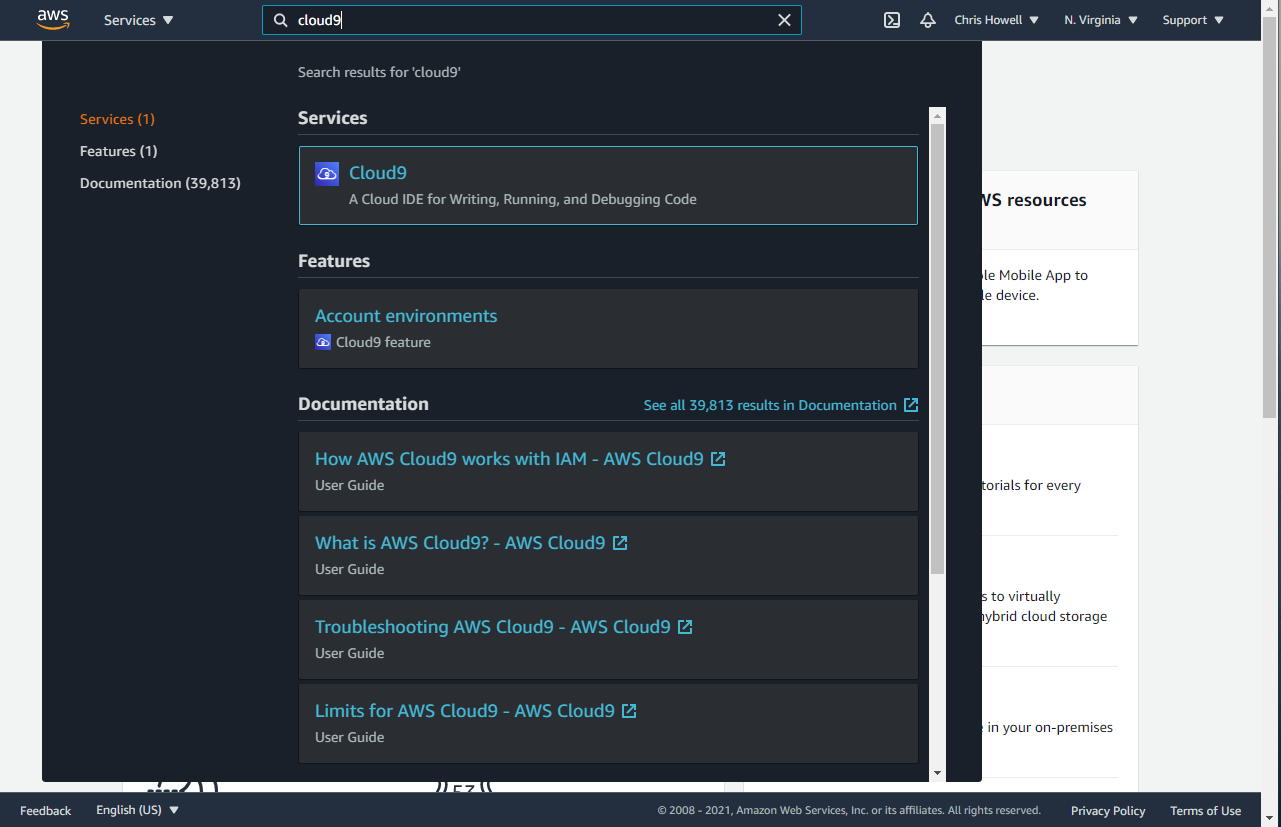 aws
Services
cloud9
Chris Howell
N. Virginia
Support
Search results for 'cloud9'
Services (1)
Features (1)
Documentation (39,813)
Services
Cloud9
A Cloud IDE for Writing, Running, and Debugging Code
Features
Account environments
Cloud9 feature
Documentation
See all 39,813 results in Documentation
How AWS Cloud9 works with IAM - AWS Cloud9
User Guide
What is AWS Cloud9? - AWS Cloud9
User Guide
Troubleshooting AWS Cloud9 - AWS Cloud9
User Guide
Limits for AWS Cloud9 - AWS Cloud9
User Guide
WS resources
Mobile App to
device.
for every
to virtually
cloud storage
in your on-premises
Feedback
English (US)
© 2008 - 2021, Amazon Web Services, Inc. or its affiliates. All rights reserved.
Privacy Policy
Terms of Use